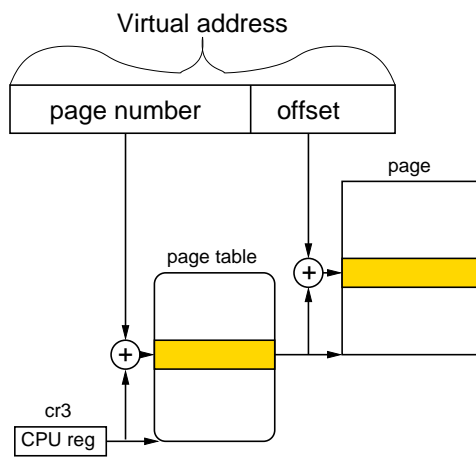 Virtual address
page number
offset
page
page table
+
+
cr3
CPU reg